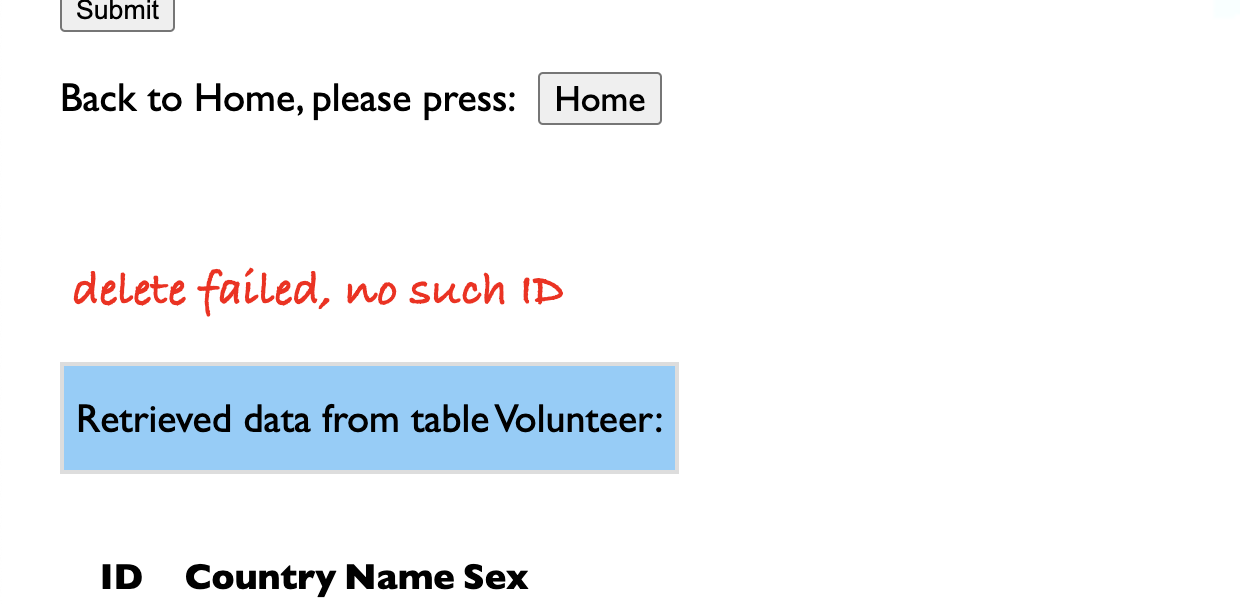 Submit
Back to Home, please press: Home
delete failed, no such ID
Retrieved data from table Volunteer:
ID Country Name Sex